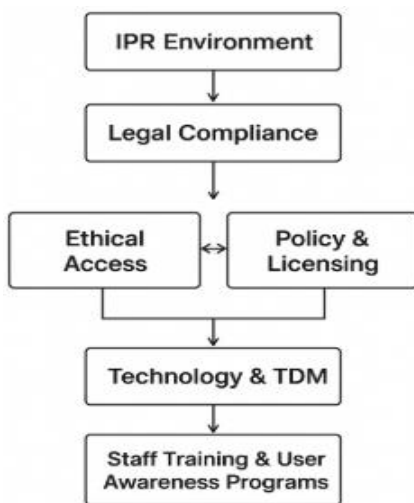 IPR Environment
Legal Compliance
Ethical
Access
Policy &
Licensing
Technology & TDM
Staff Training & User
Awareness Programs